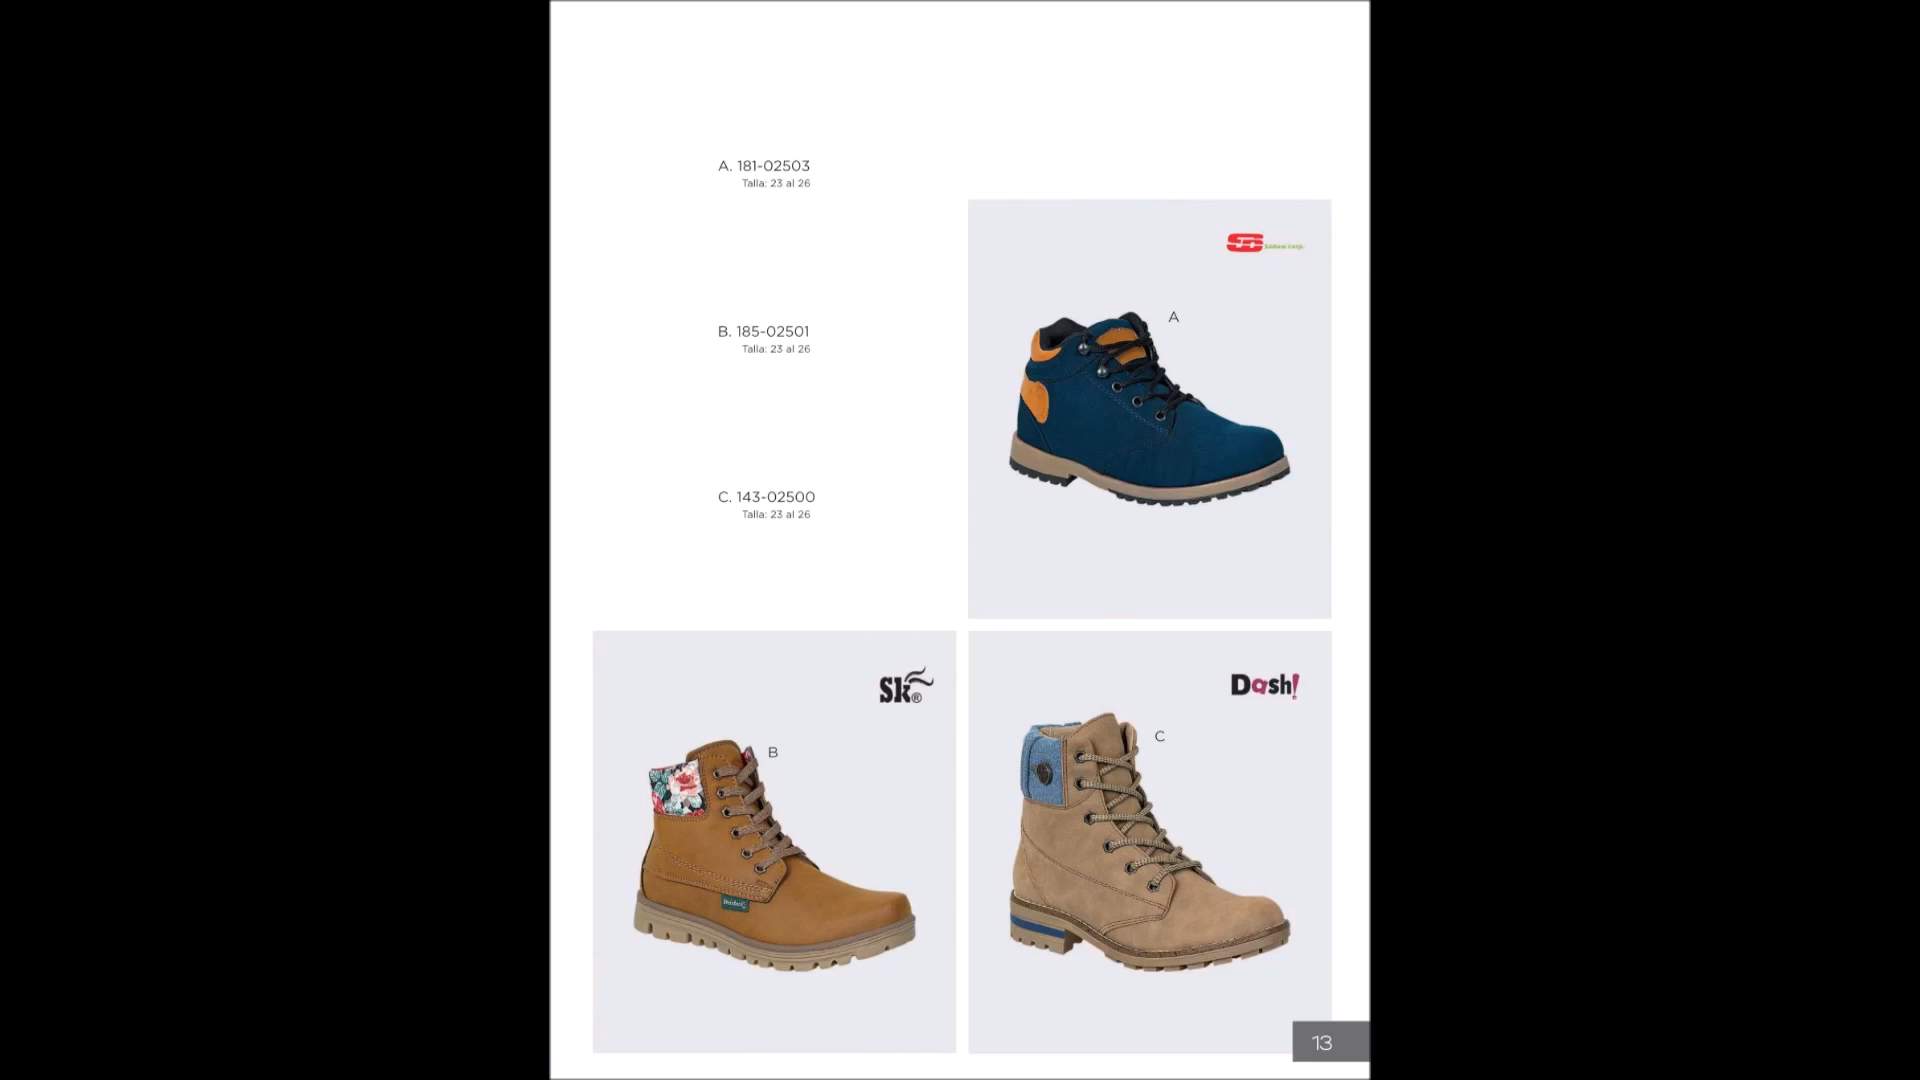 A. 181-02503
Talla: 23 al 26
B. 185-02501
Talla: 23 al 26
C. 143-02500
Talla: 23 al 26
A
Sk®
B
Dash!
C
13